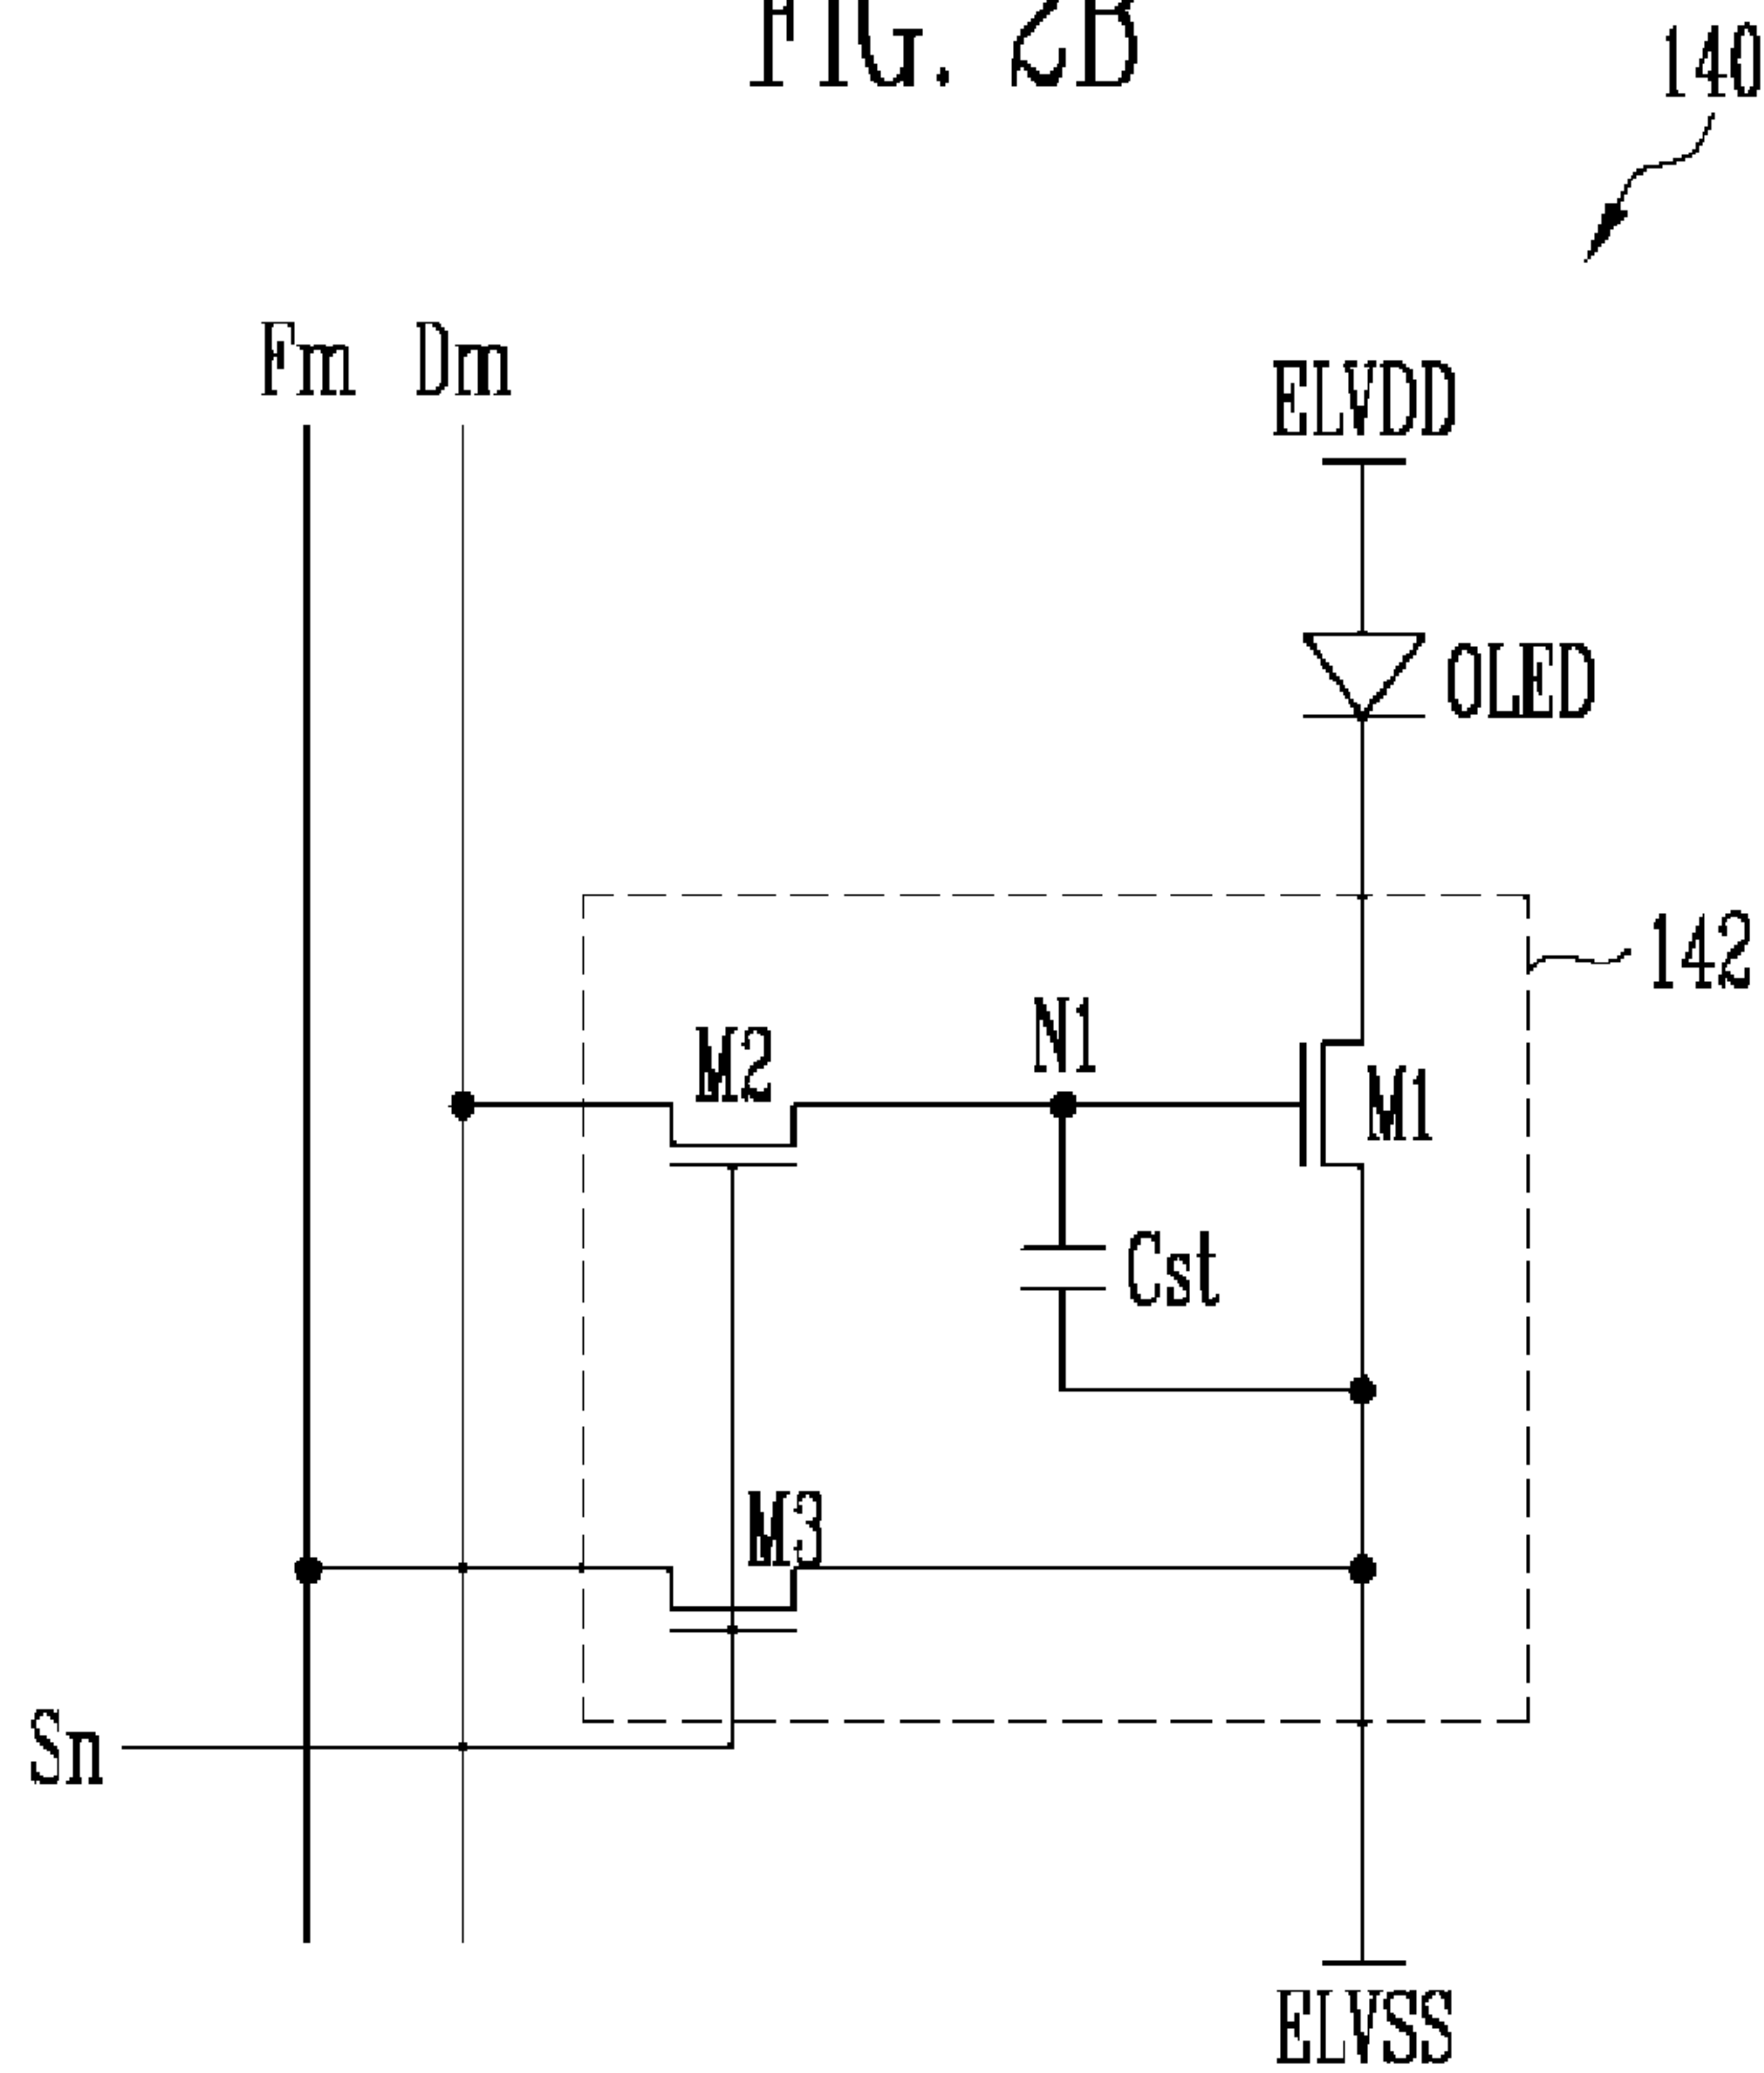 FIG. 2B
140
Fm
Dm
ELVDD
OLED
142
N1
M2
M1
Cst
M3
Sn
ELVSS